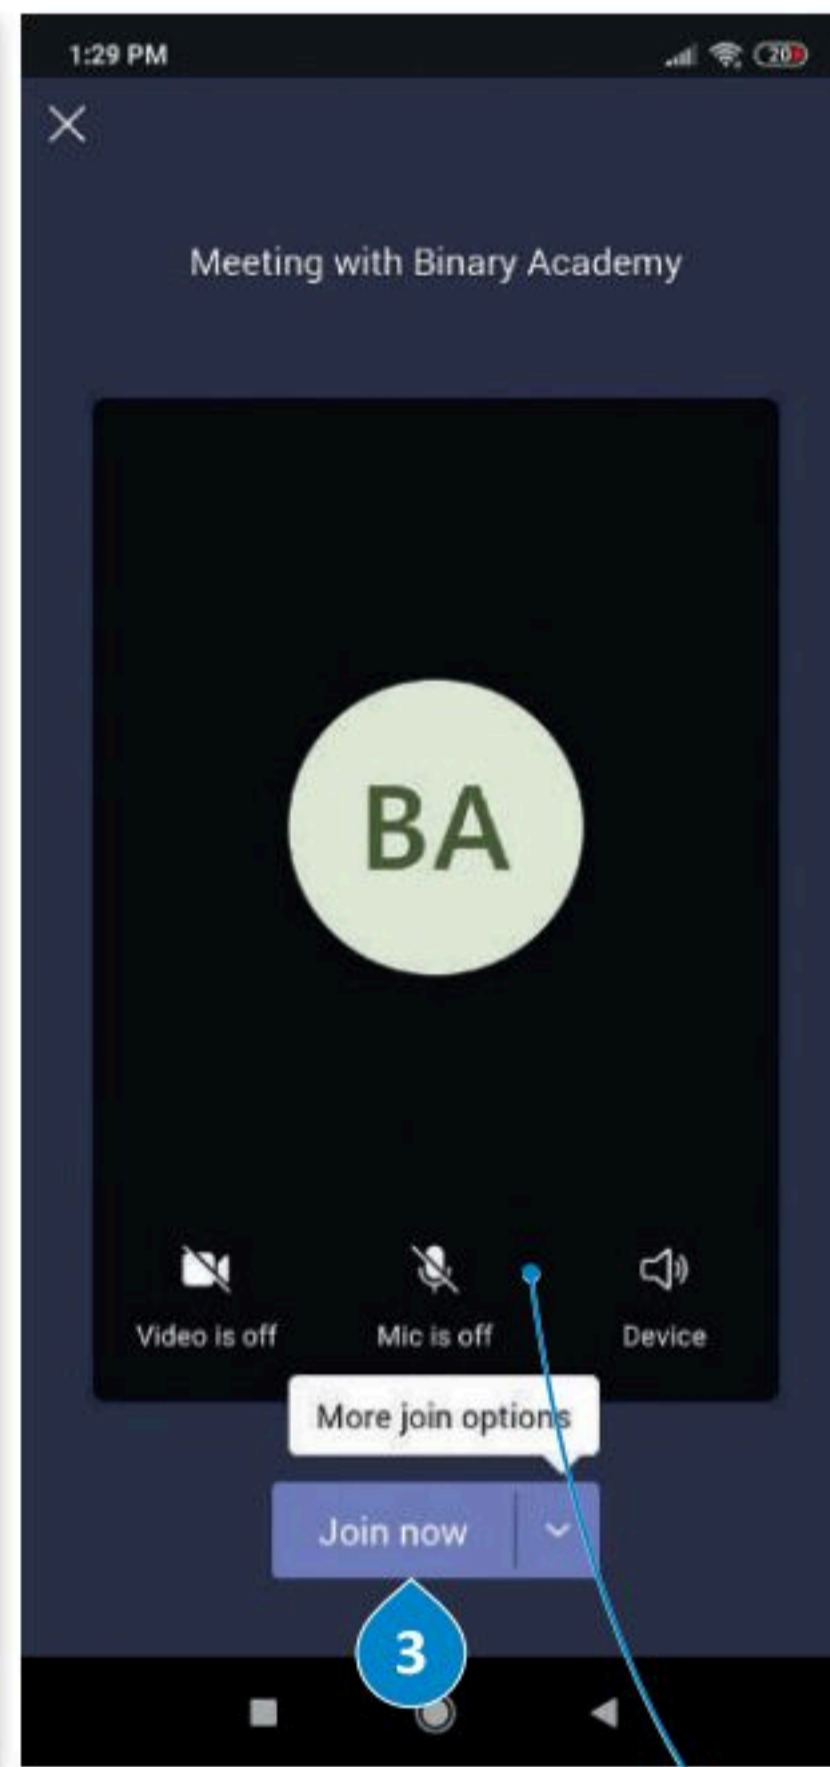 1:29 PM 20
Meeting with Binary Academy
BA
Video is off Mic is off Device
More join options
Join now
3